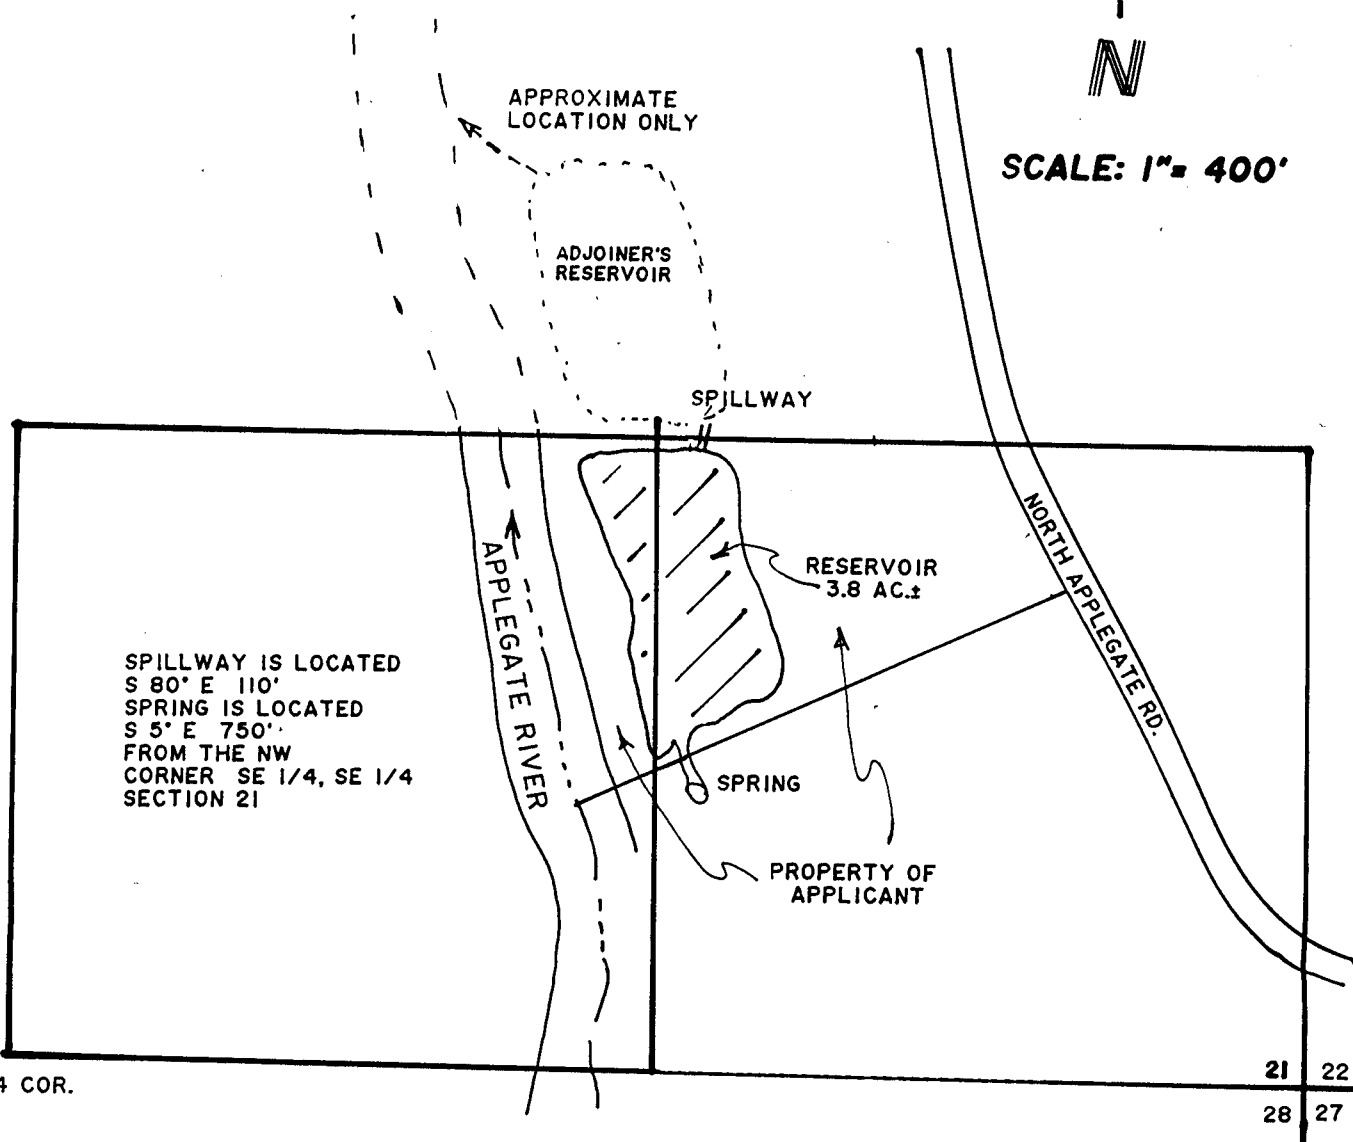 N
APPROXIMATE
LOCATION ONLY
SCALE: 1"= 400'
ADJOINER'S
RESERVOIR
SPILLWAY
NORTH APPLEGATE RD.
APPLEGATE RIVER
RESERVOIR
3.8 AC.±
SPILLWAY IS LOCATED
S 80° E 110'
SPRING IS LOCATED
S 5° E 750'
FROM THE NW
CORNER SE 1/4, SE 1/4
SECTION 21
SPRING
PROPERTY OF
APPLICANT
4 COR.
21 22
28 27